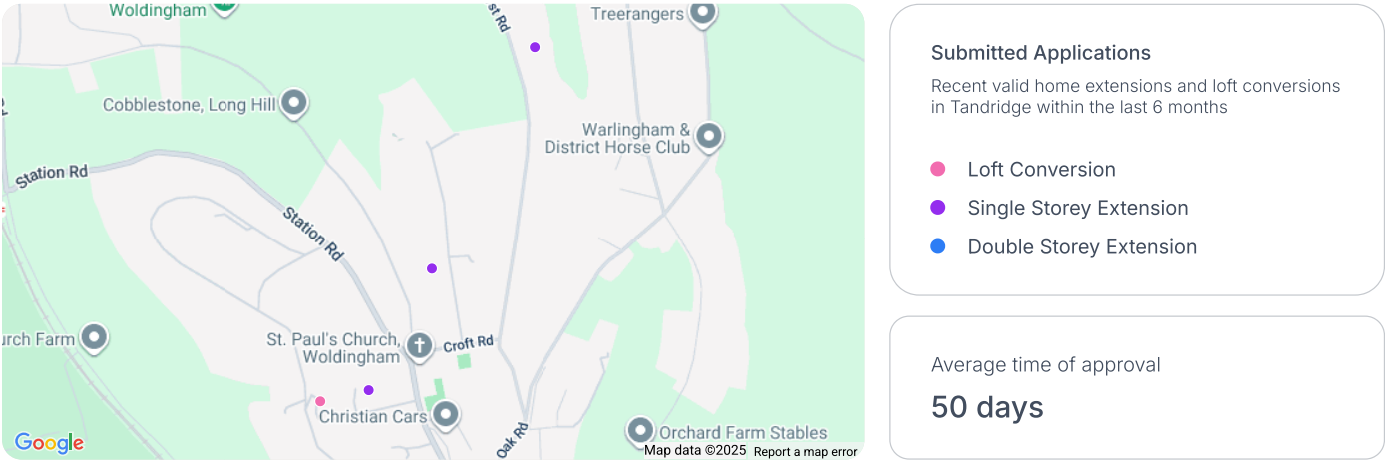 Woldingham
st Rd
Treerangers
Cobblestone, Long Hill
Warlingham &
District Horse Club
Station Rd
Station Rd
urch Farm
St. Paul's Church,
Woldingham
Croft Rd
Christian Cars
Oak Rd
Orchard Farm Stables
Google
Map data ©2025 Report a map error
Submitted Applications
Recent valid home extensions and loft conversions
in Tandridge within the last 6 months
Loft Conversion
Single Storey Extension
Double Storey Extension
Average time of approval
50 days